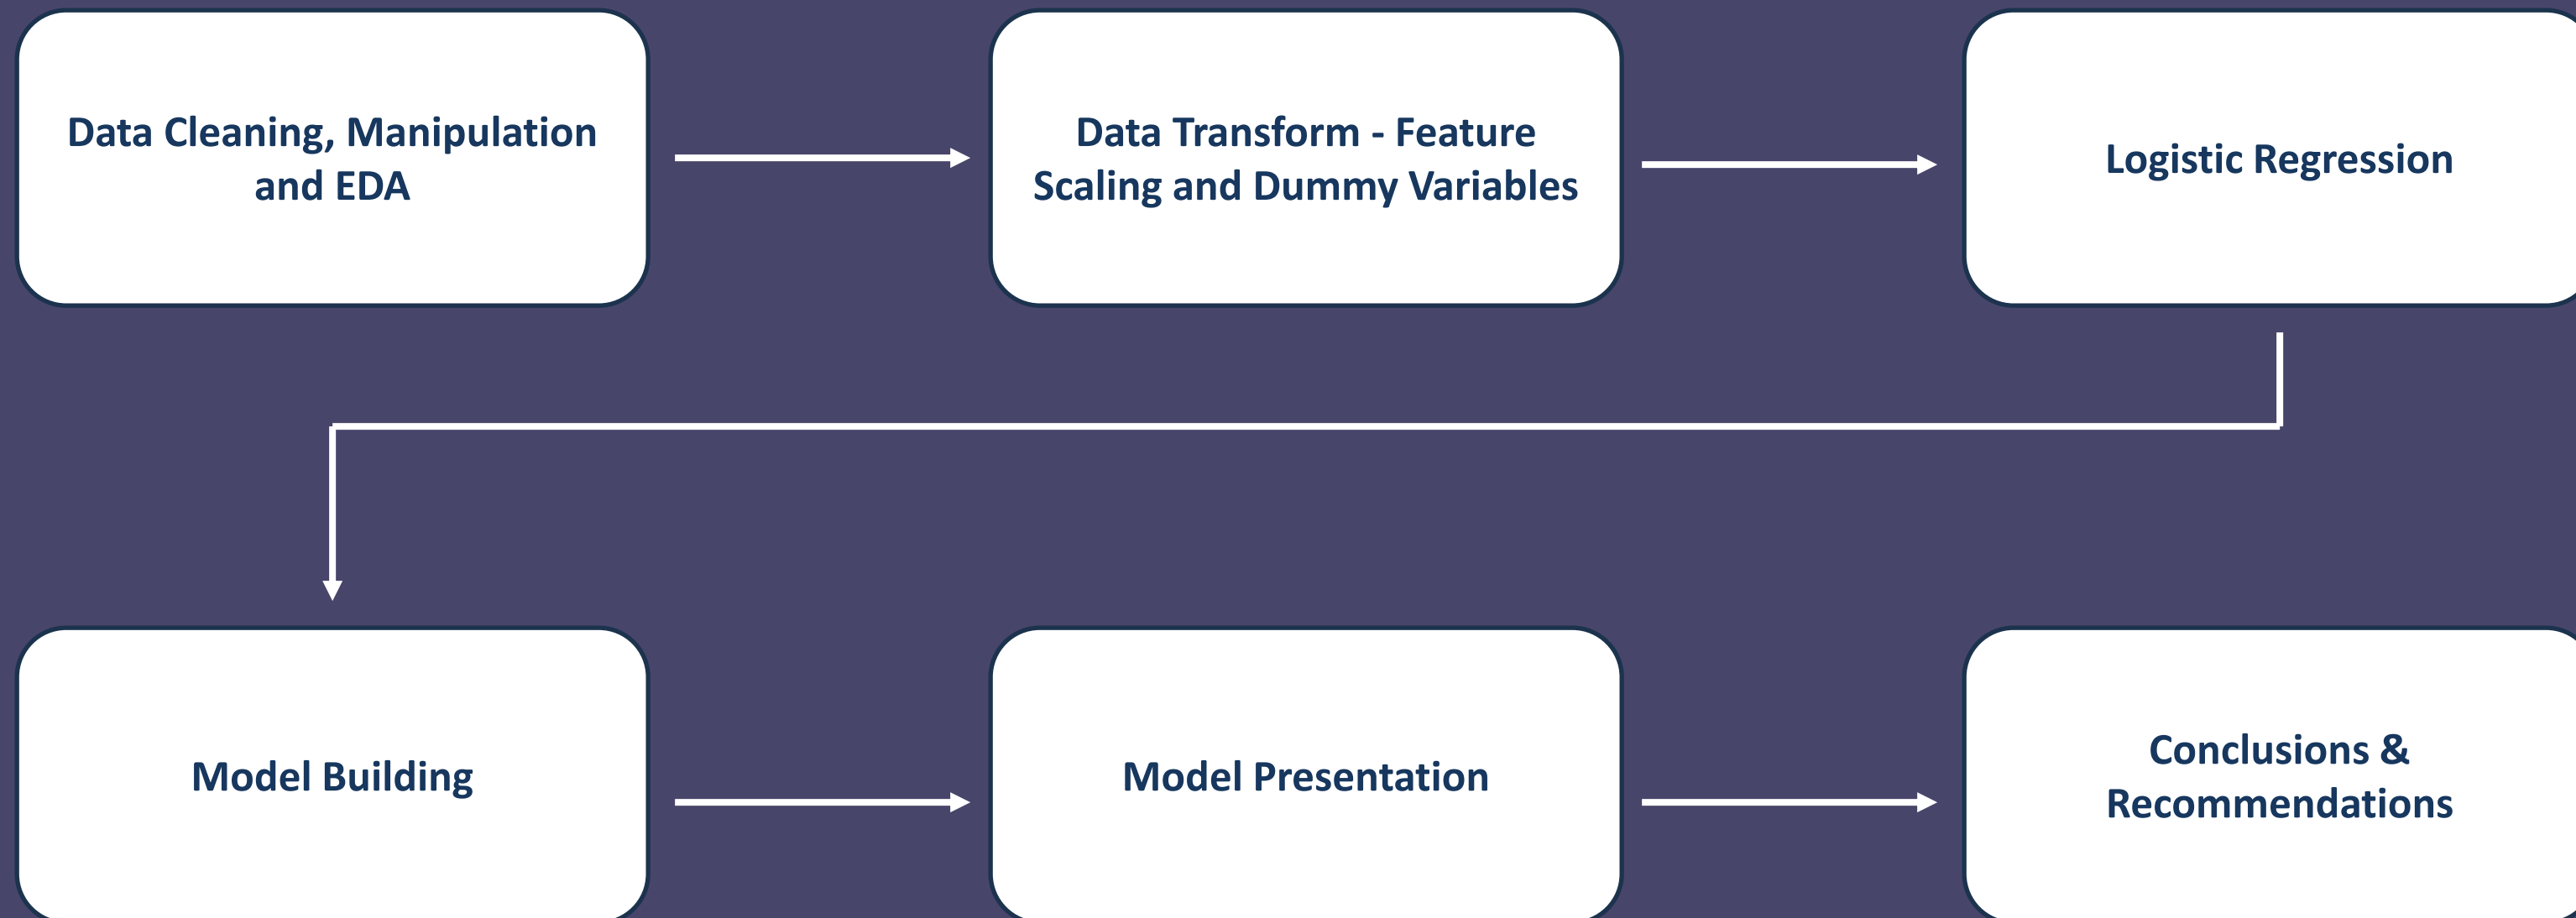 Data Cleaning, Manipulation
and EDA
Data Transform - Feature
Scaling and Dummy Variables
Logistic Regression
Model Building
Model Presentation
Conclusions &
Recommendations